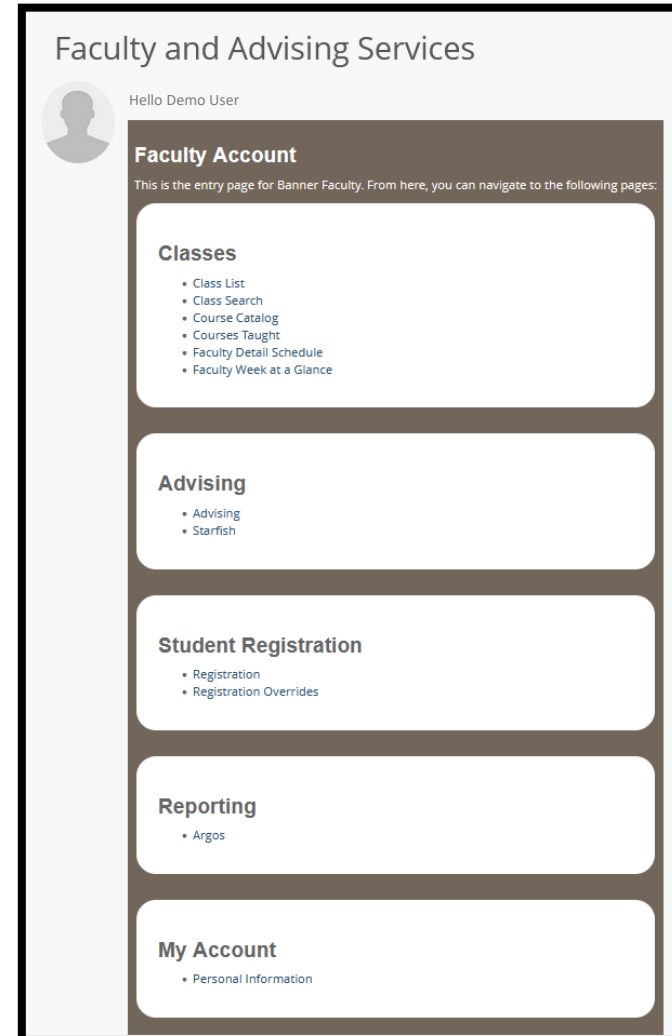 Faculty and Advising Services
Hello Demo User
Faculty Account
This is the entry page for Banner Faculty. From here, you can navigate to the following pages:
Classes
• Class List
• Class Search
• Course Catalog
• Courses Taught
• Faculty Detail Schedule
• Faculty Week at a Glance
Advising
• Advising
• Starfish
Student Registration
• Registration
• Registration Overrides
Reporting
• Argos
My Account
• Personal Information